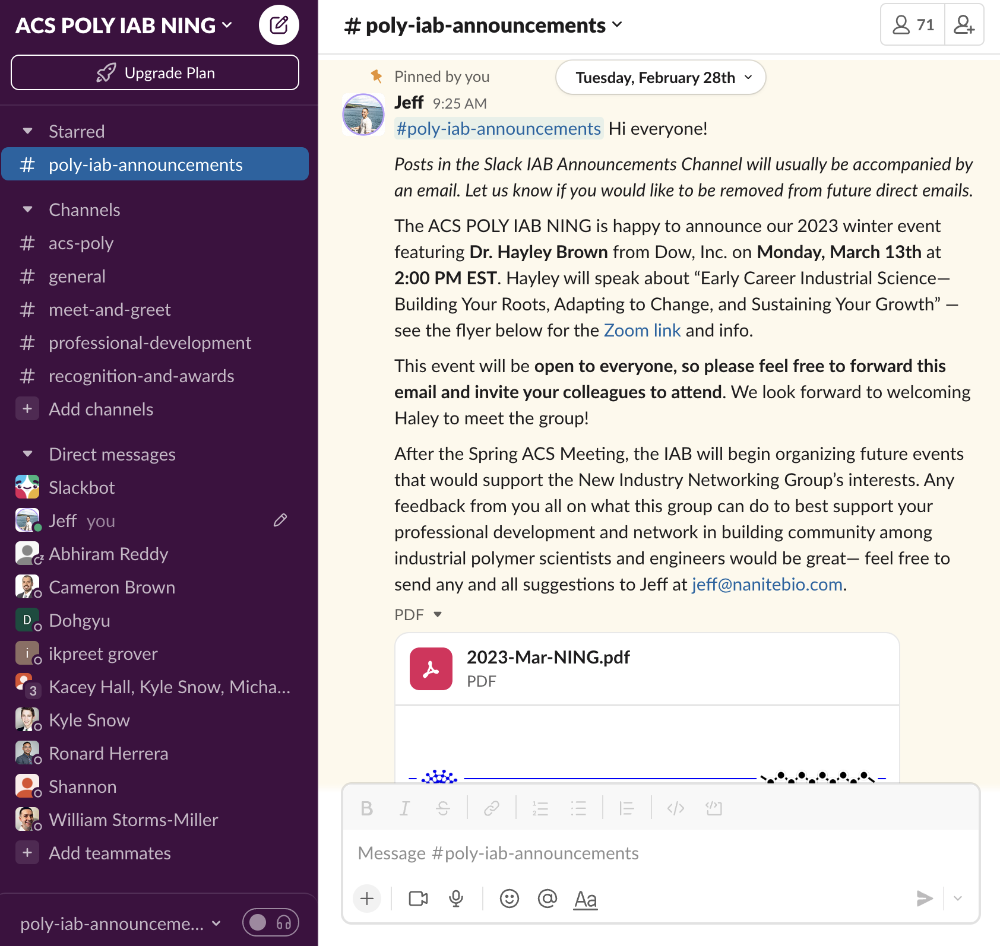 ACS POLY IAB NING
Upgrade Plan
Starred
# poly-iab-announcements
Channels
# acs-poly
# general
# meet-and-greet
# professional-development
# recognition-and-awards
+ Add channels
Direct messages
Slackbot
Jeff you
Abhiram Reddy
Cameron Brown
D Dohgyu
i ikpreet grover
3 Kacey Hall, Kyle Snow, Micha...
Kyle Snow
Ronard Herrera
Shannon
William Storms-Miller
+ Add teammates
poly-iab-announceme...
# poly-iab-announcements
71
Pinned by you
Tuesday, February 28th
Jeff 9:25 AM
#poly-iab-announcements Hi everyone!
Posts in the Slack IAB Announcements Channel will usually be accompanied by
an email. Let us know if you would like to be removed from future direct emails.
The ACS POLY IAB NING is happy to announce our 2023 winter event
featuring Dr. Hayley Brown from Dow, Inc. on Monday, March 13th at
2:00 PM EST. Hayley will speak about “Early Career Industrial Science—
Building Your Roots, Adapting to Change, and Sustaining Your Growth” —
see the flyer below for the Zoom link and info.
This event will be open to everyone, so please feel free to forward this
email and invite your colleagues to attend. We look forward to welcoming
Haley to meet the group!
After the Spring ACS Meeting, the IAB will begin organizing future events
that would support the New Industry Networking Group’s interests. Any
feedback from you all on what this group can do to best support your
professional development and network in building community among
industrial polymer scientists and engineers would be great— feel free to
send any and all suggestions to Jeff at jeff@nanitebio.com.
PDF
2023-Mar-NING.pdf
PDF
B I S
Message #poly-iab-announcements
+ @ Aa